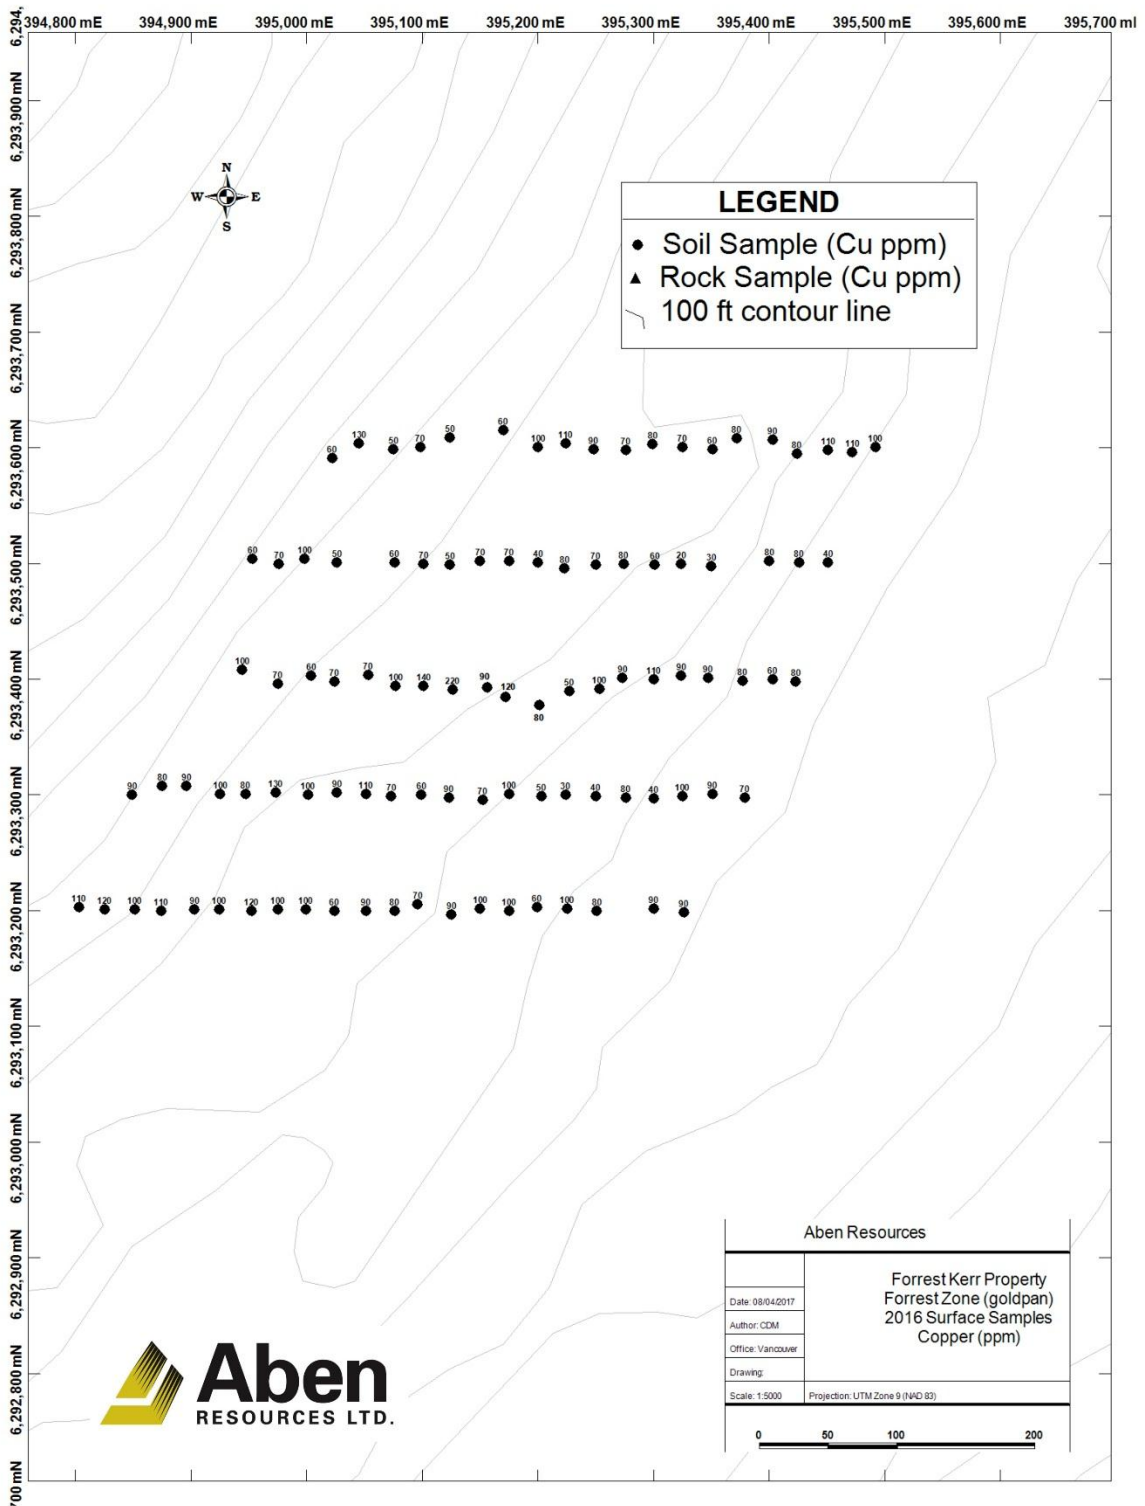 394,800 mE 394,900 mE 395,000 mE 395,100 mE 395,200 mE 395,300 mE 395,400 mE 395,500 mE 395,600 mE 395,700 ml
6,294,
6,293,900 mN
6,293,800 mN
6,293,700 mN
6,293,600 mN
6,293,500 mN
6,293,400 mN
6,293,300 mN
6,293,200 mN
6,293,100 mN
6,293,000 mN
6,292,900 mN
6,292,800 mN
700 mN
N
W E
S
LEGEND
Soil Sample (Cu ppm)
Rock Sample (Cu ppm)
100 ft contour line
60 130 50 70 50 60 100 110 90 70 80 70 60 80 90 80 110 110 100
60 70 100 50 60 70 50 70 70 40 80 70 80 60 20 30 80 80 40
100 70 60 70 70 100 140 220 90 120 80 50 100 90 110 90 90 80 60 80
90 80 90 100 80 130 100 90 110 70 60 90 70 100 50 30 40 80 40 100 90 70
110 120 100 110 90 100 120 100 100 60 90 80 70 90 100 100 60 100 80 90 90
Aben Resources
Forrest Kerr Property
Forrest Zone (goldpan)
2016 Surface Samples
Copper (ppm)
Date: 08/04/2017
Author: CDM
Office: Vancouver
Drawing:
Scale: 1:5000 Projection: UTM Zone 9 (NAD 83)
0 50 100 200
Aben
RESOURCES LTD.